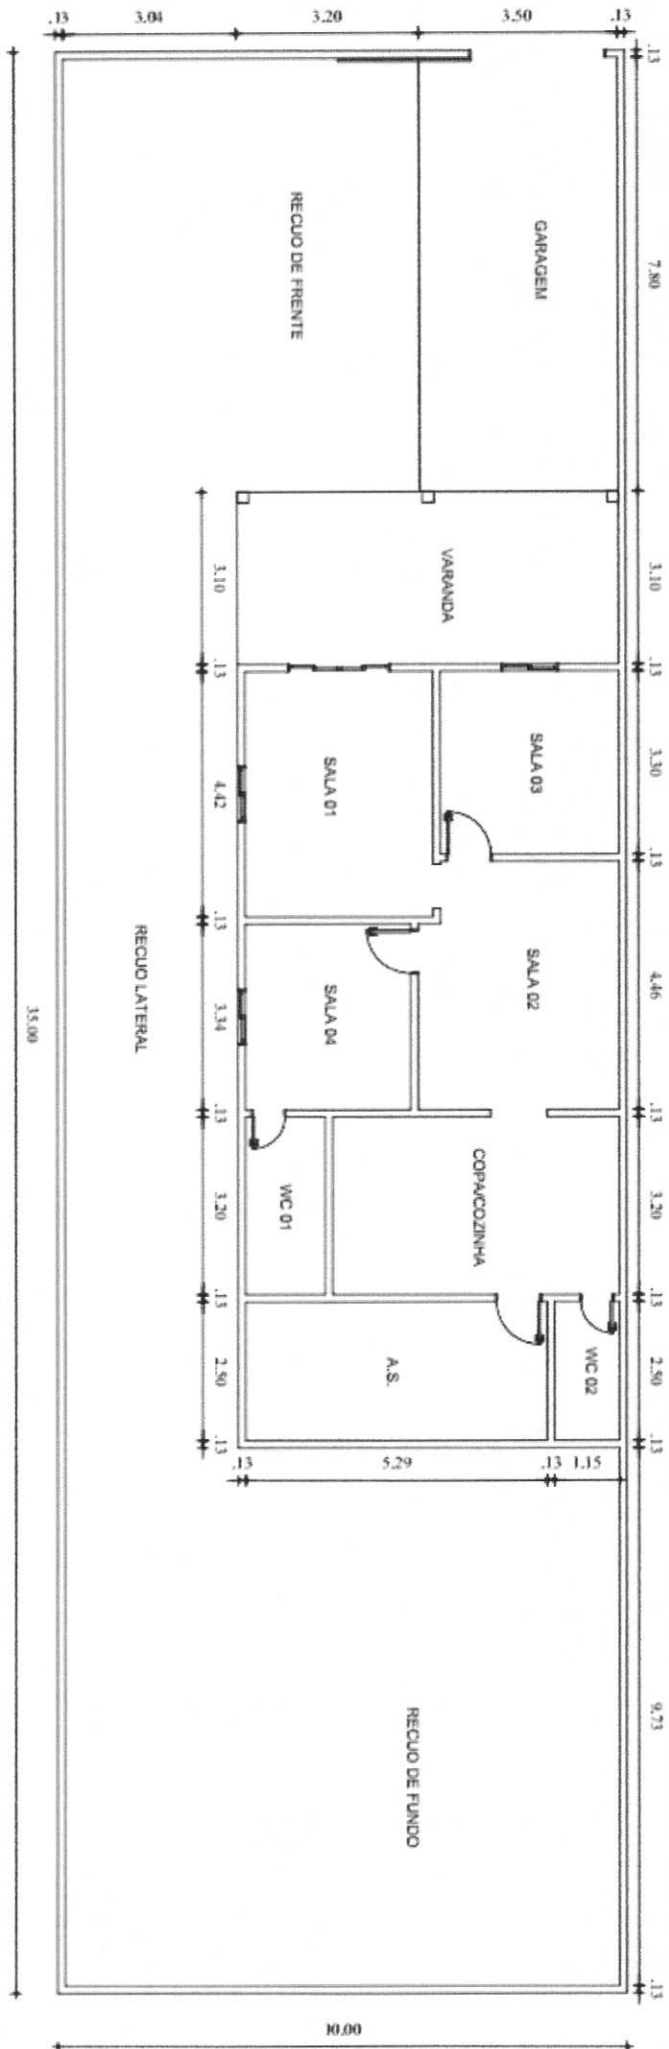 .13 3.04 3.20 3.50 .13
.13
7.80
3.10
.13
3.30
.13
4.46
.13
3.20
.13
2.50
.13
9.73
.13
GARAGEM
RECUO DE FRENTE
VARANDA
3.10
.13
4.42
.13
3.34
.13
3.20
.13
2.50
.13
SALA 03
SALA 01
SALA 02
SALA 04
RECUO LATERAL
35.00
COPA/COZINHA
WC 01
WC 02
A.S.
.13 5.29 .13 1.15
RECUO DE FUNDO
10.00